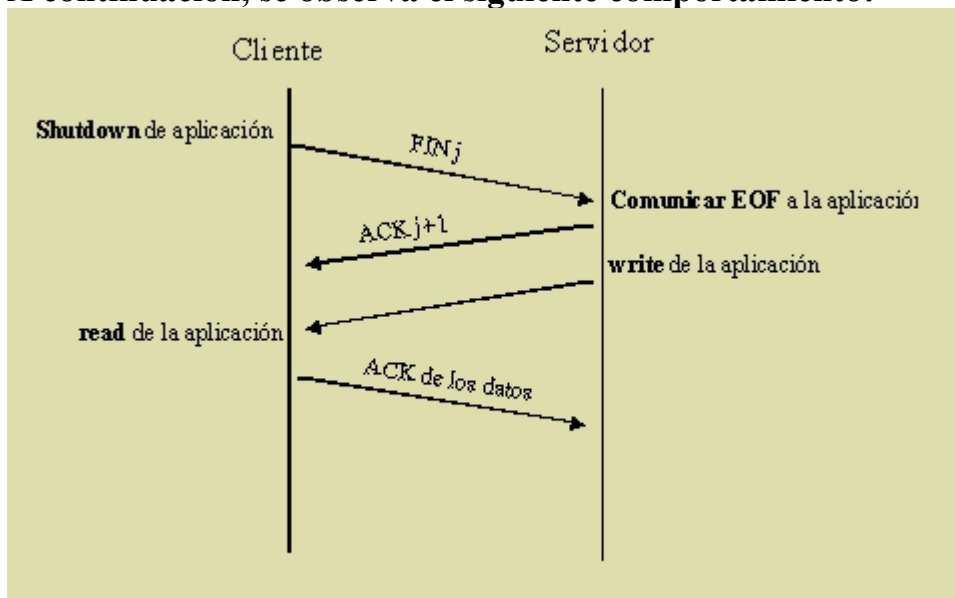 A continuación, se observa el siguiente comportamiento:
Cliente
Servidor
Shutdown de aplicación
FIN j
Comunicar EOF a la aplicación
ACK j+1
write de la aplicación
read de la aplicación
ACK de los datos